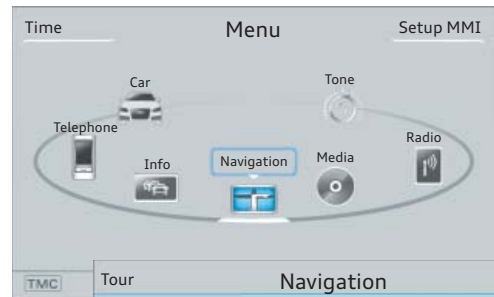 Time Menu Setup MMI
Car Tone
Telephone Radio
Info Navigation Media
TMC Tour Navigation